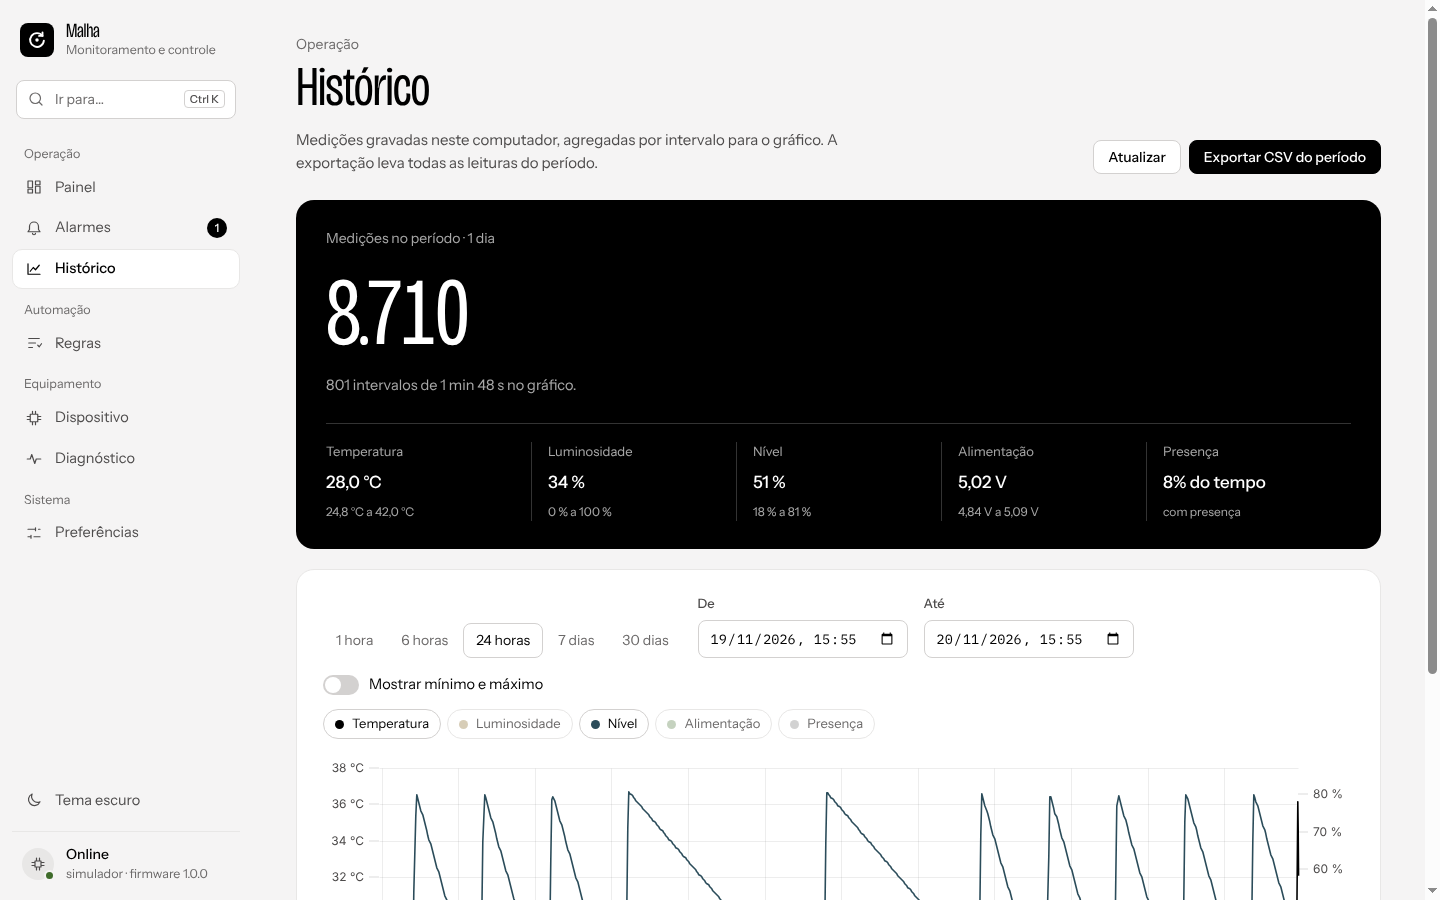 Malha
Monitoramento e controle
Ir para...
Ctrl K
Operação
Painel
Alarmes
1
Histórico
Automação
Regras
Equipamento
Dispositivo
Diagnóstico
Sistema
Preferências
Tema escuro
Online
simulador · firmware 1.0.0
Operação
Histórico
Medições gravadas neste computador, agregadas por intervalo para o gráfico. A
exportação leva todas as leituras do período.
Atualizar
Exportar CSV do período
Medições no período · 1 dia
8.710
801 intervalos de 1 min 48 s no gráfico.
Temperatura
28,0 °C
24,8 °C a 42,0 °C
Luminosidade
34 %
0 % a 100 %
Nível
51 %
18 % a 81 %
Alimentação
5,02 V
4,84 V a 5,09 V
Presença
8% do tempo
com presença
1 hora
6 horas
24 horas
7 dias
30 dias
De
19/11/2026, 15:55
Até
20/11/2026, 15:55
Mostrar mínimo e máximo
Temperatura
Luminosidade
Nível
Alimentação
Presença
38 °C
36 °C
34 °C
32 °C
80 %
70 %
60 %